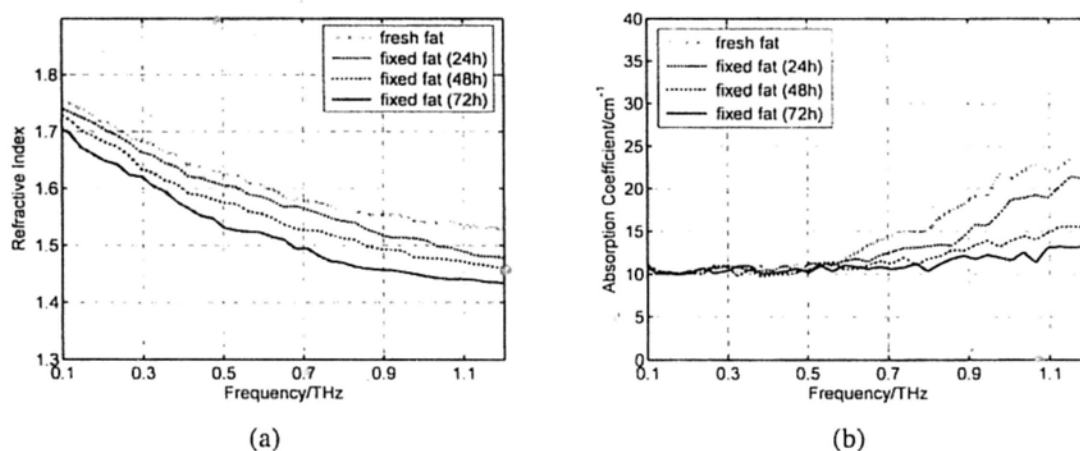 fresh fat
fixed fat (24h)
fixed fat (48h)
fixed fat (72h)
1.8
1.7
1.6
1.5
1.4
1.3
Refractive Index
0.1 0.3 0.5 0.7 0.9 1.1
Frequency/THz
(a)
fresh fat
fixed fat (24h)
fixed fat (48h)
fixed fat (72h)
40
35
30
25
20
15
10
5
0
Absorption Coefficient/cm⁻¹
0.1 0.3 0.5 0.7 0.9 1.1
Frequency/THz
(b)